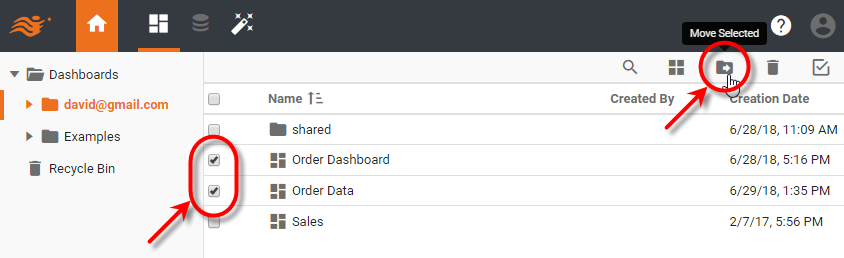 Move Selected
?
Dashboards
david@gmail.com
Examples
Recycle Bin
Name Created By Creation Date
shared 6/28/18, 11:09 AM
Order Dashboard 6/28/18, 5:16 PM
Order Data 6/29/18, 1:35 PM
Sales 2/7/17, 5:56 PM